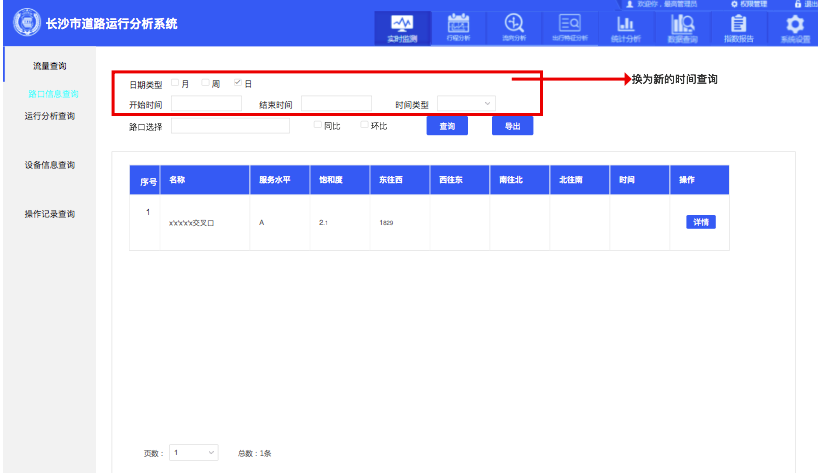 长沙市道路运行分析系统
欢迎你，最高管理员
权限管理
退出
实时监测
行程分析
流向分析
出行特征分析
统计分析
数据查询
指数报告
系统设置
流量查询
路口信息查询
运行分析查询
设备信息查询
操作记录查询
日期类型 月 周 日
开始时间 结束时间 时间类型
换为新的时间查询
路口选择 同比 环比 查询 导出
序号 名称 服务水平 饱和度 东往西 西往东 南往北 北往南 时间 操作
1 x'x'x'x'x交叉口 A 2.1 1829 详情
页数： 1 总数：1条